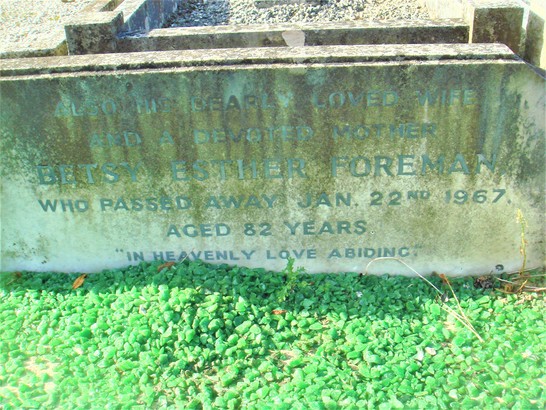 ALSO HIS DEARLY LOVED WIFE
AND A DEVOTED MOTHER
BETSY ESTHER FOREMAN,
WHO PASSED AWAY JAN. 22ND 1967,
AGED 82 YEARS.
"IN HEAVENLY LOVE ABIDING."